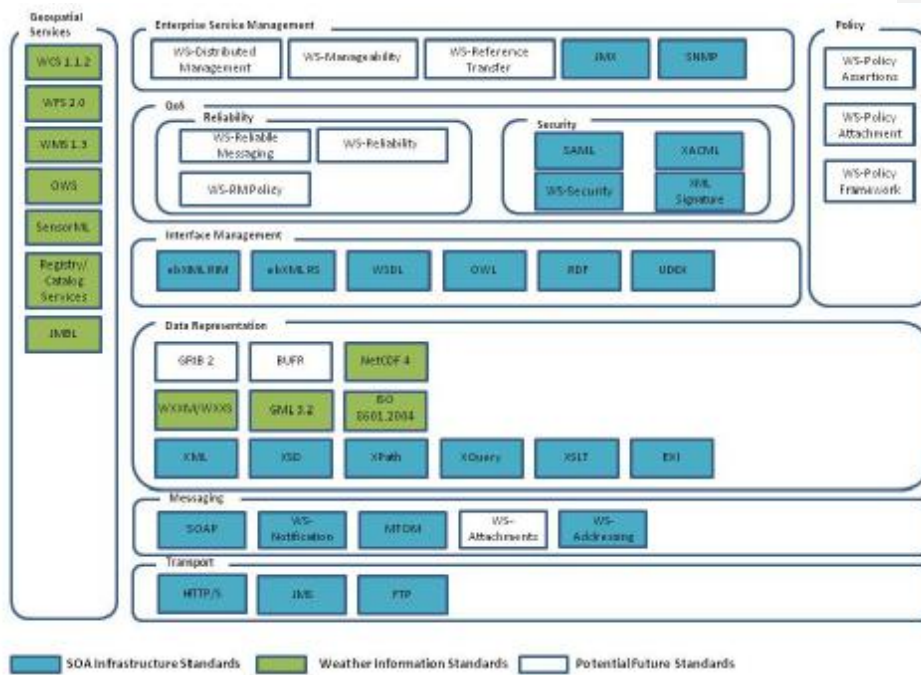 Geospatial
Services
WCS 1.1.2
WFS 2.0
WMS 1.3
OWS
SensorML
Registry/
Catalog
Services
JMBL
Enterprise Service Management
WS-Distributed
Management
WS-Manageability
WS-Reference
Transfer
JMX
SNMP
QoS
Reliability
WS-Reliable
Messaging
WS-Reliability
WS-RMPolicy
Security
SAML
XACML
WS-Security
XML
Signature
Interface Management
ebXML RIM
ebXML RS
WSDL
OWL
RDF
UDDI
Policy
WS-Policy
Assertions
WS-Policy
Attachment
WS-Policy
Framework
Data Representation
GRIB 2
BUFR
NetCDF 4
WXXM/WXXS
GML 3.2
ISO
8601.2004
XML
XSD
XPath
XQuery
XSLT
EXI
Messaging
SOAP
WS-
Notification
MTOM
WS-
Attachments
WS-
Addressing
Transport
HTTP/S
JMS
FTP
SOA Infrastructure Standards
Weather Information Standards
Potential Future Standards